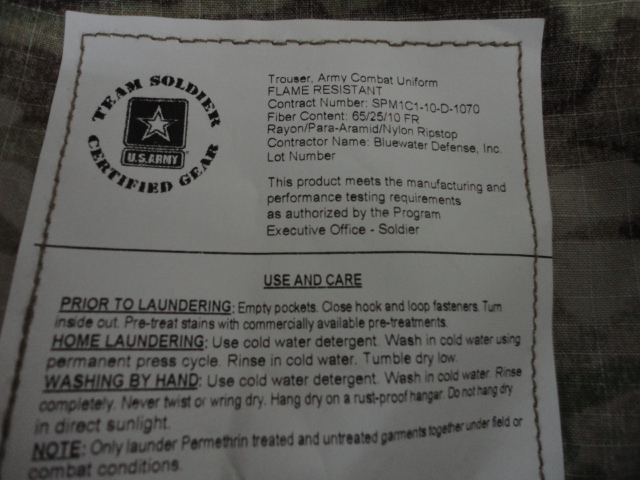 TEAM SOLDIER
U.S.ARMY
CERTIFIED GEAR
Trouser, Army Combat Uniform
FLAME RESISTANT
Contract Number: SPM1C1-10-D-1070
Fiber Content: 65/25/10 FR
Rayon/Para-Aramid/Nylon Ripstop
Contractor Name: Bluewater Defense, Inc.
Lot Number
This product meets the manufacturing and
performance testing requirements
as authorized by the Program
Executive Office - Soldier
USE AND CARE
PRIOR TO LAUNDERING: Empty pockets. Close hook and loop fasteners. Turn
inside out. Pre-treat stains with commercially available pre-treatments.
HOME LAUNDERING: Use cold water detergent. Wash in cold water using
permanent press cycle. Rinse in cold water. Tumble dry low.
WASHING BY HAND: Use cold water detergent. Wash in cold water. Rinse
completely. Never twist or wring dry. Hang dry on a rust-proof hangar. Do not hang dry
in direct sunlight.
NOTE: Only launder Permethrin treated and untreated garments together under field or
combat conditions.